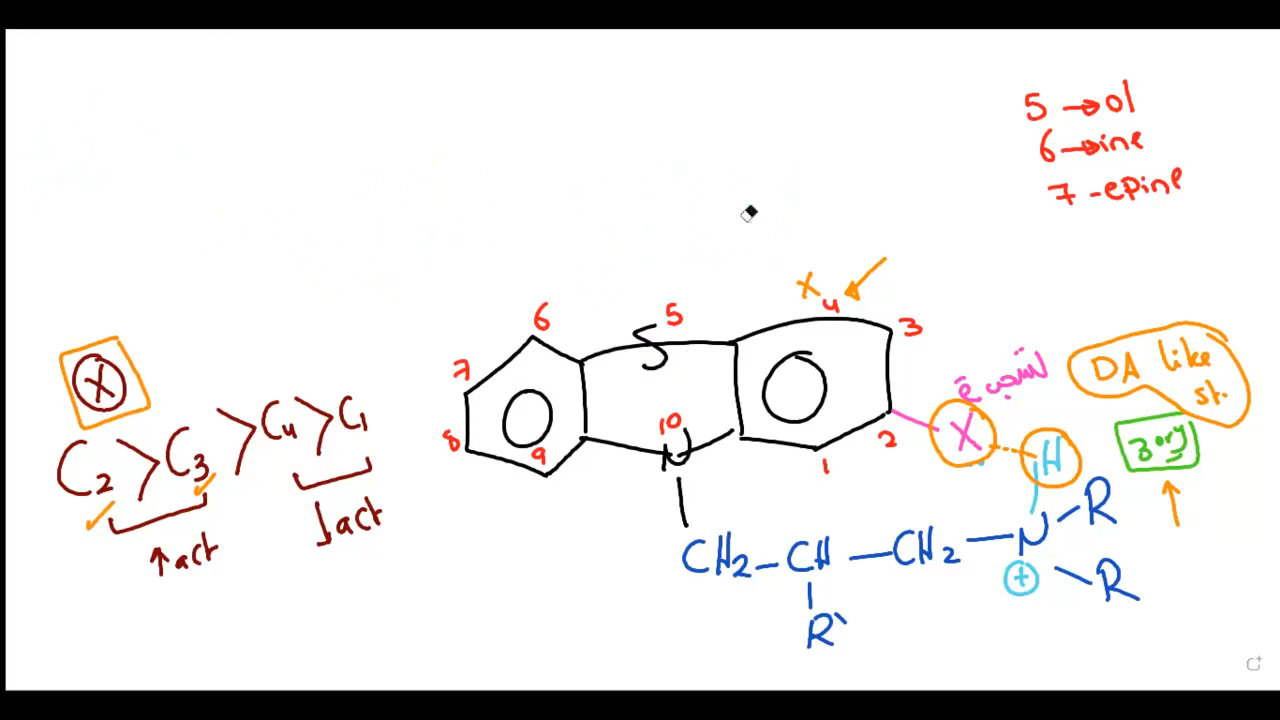 5 → ol
6 → ine
7 - epine
X
4
5
6
3
7
DA like
st.
X
10
X
H
3ory
8
2
9
1
C2 > C3 > C4 > C1
↑ act
↓ act
N
CH2 - CH - CH2 - N - R
+
R
R`